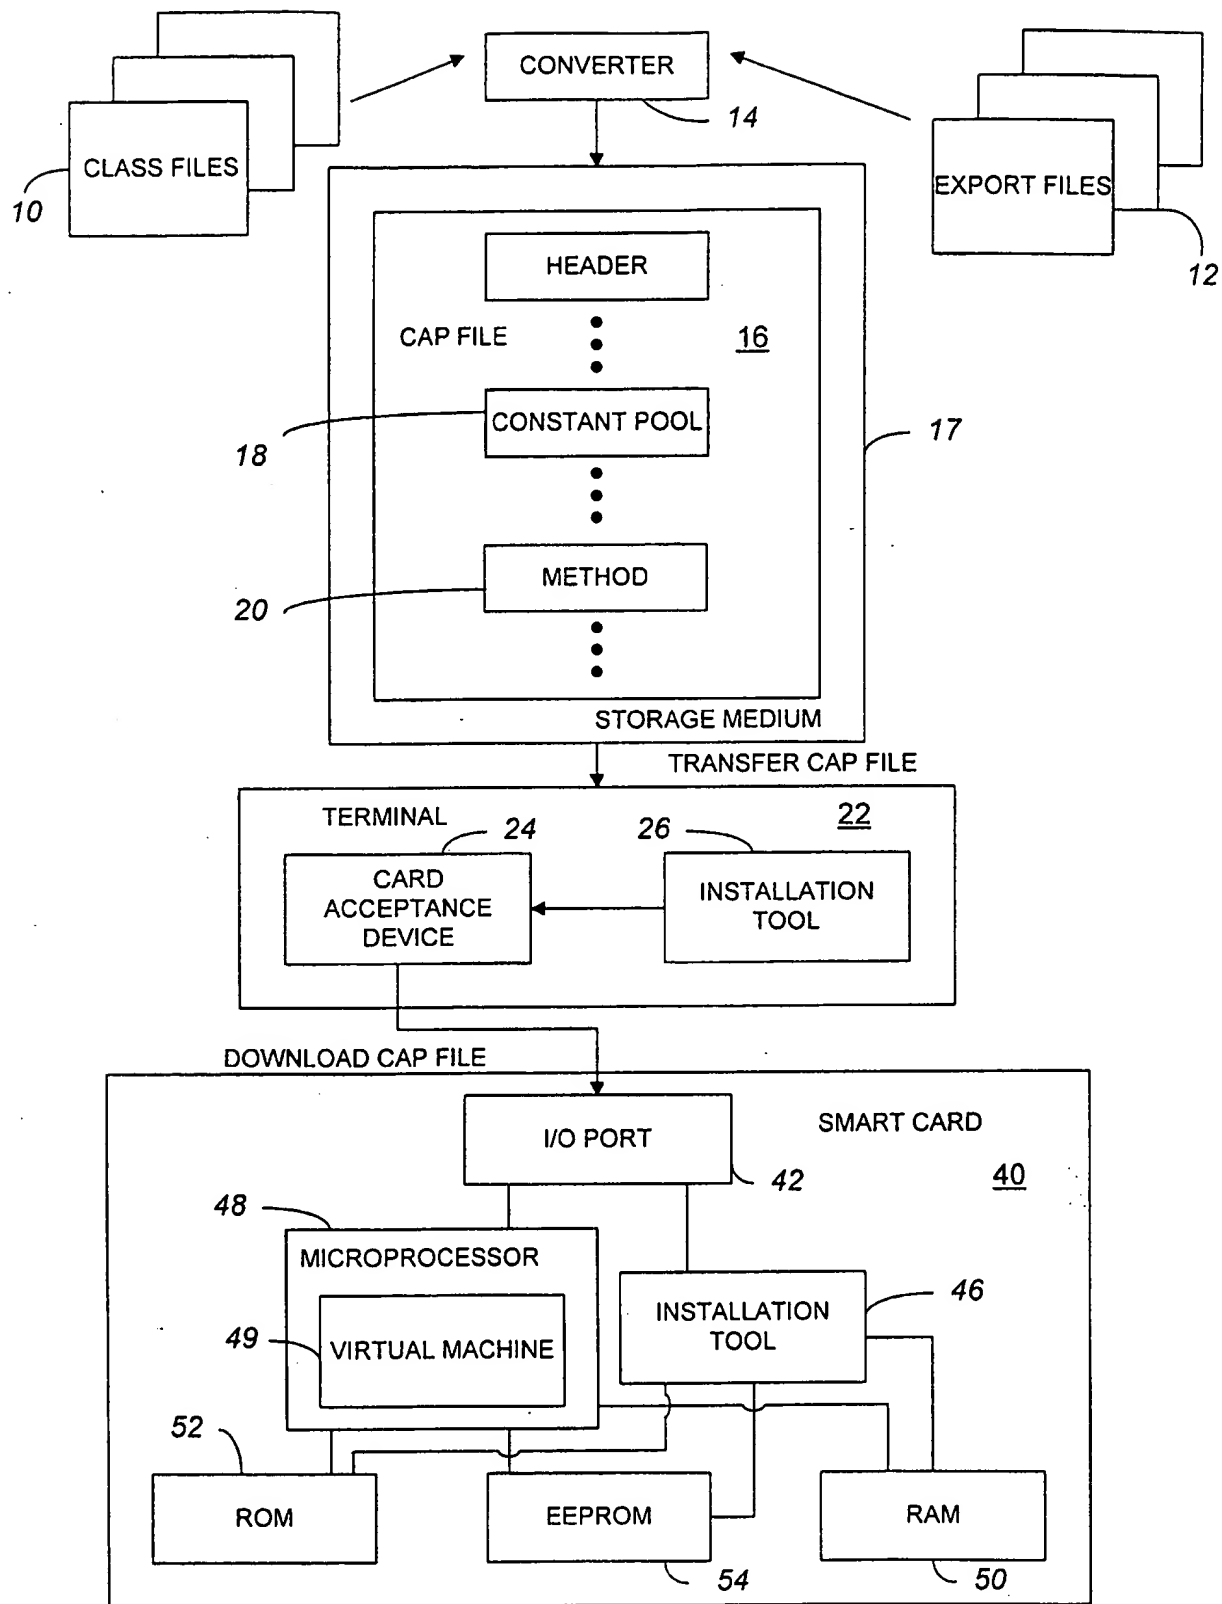 CONVERTER
14
CLASS FILES
10
EXPORT FILES
12
HEADER
CAP FILE
16
CONSTANT POOL
18
17
METHOD
20
STORAGE MEDIUM
TRANSFER CAP FILE
TERMINAL
24
26
22
CARD
ACCEPTANCE
DEVICE
INSTALLATION
TOOL
DOWNLOAD CAP FILE
I/O PORT
SMART CARD
42
40
48
MICROPROCESSOR
46
INSTALLATION
TOOL
49
VIRTUAL MACHINE
52
ROM
EEPROM
RAM
54
50